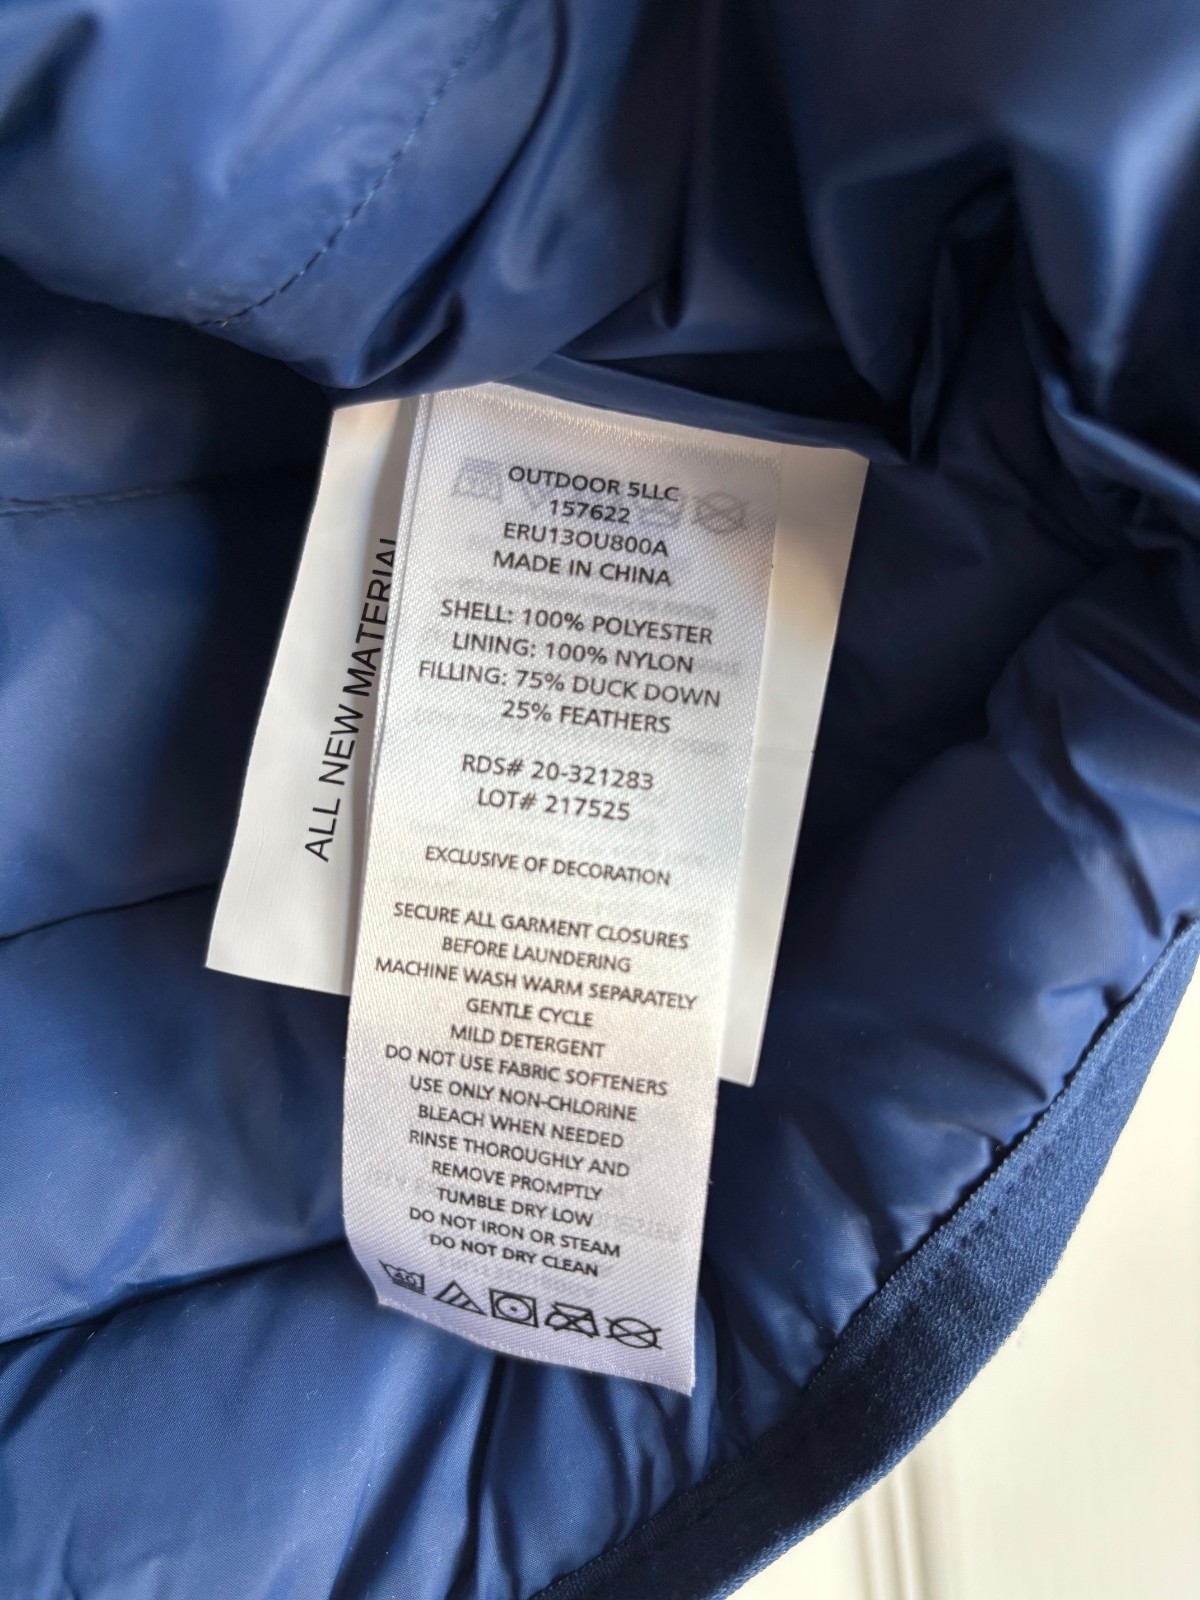 OUTDOOR 5LLC
157622
ERU13OU800A
MADE IN CHINA
SHELL: 100% POLYESTER
LINING: 100% NYLON
FILLING: 75% DUCK DOWN
25% FEATHERS
RDS# 20-321283
LOT# 217525
EXCLUSIVE OF DECORATION
SECURE ALL GARMENT CLOSURES
BEFORE LAUNDERING
MACHINE WASH WARM SEPARATELY
GENTLE CYCLE
MILD DETERGENT
DO NOT USE FABRIC SOFTENERS
USE ONLY NON-CHLORINE
BLEACH WHEN NEEDED
RINSE THOROUGHLY AND
REMOVE PROMPTLY
TUMBLE DRY LOW
DO NOT IRON OR STEAM
DO NOT DRY CLEAN
40
ALL NEW MATERIAL